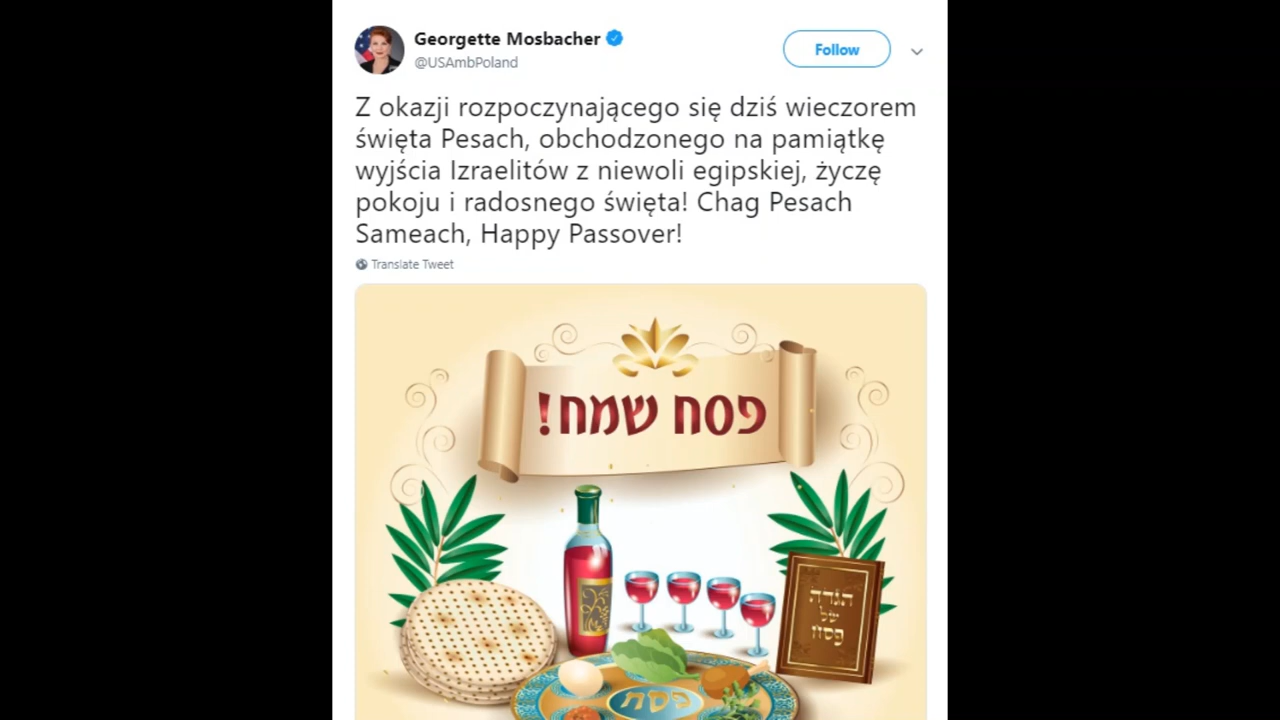 Georgette Mosbacher
@USAmbPoland
Follow
Z okazji rozpoczynającego się dziś wieczorem
święta Pesach, obchodzonego na pamiątkę
wyjścia Izraelitów z niewoli egipskiej, życzę
pokoju i radosnego święta! Chag Pesach
Sameach, Happy Passover!
Translate Tweet
פסח שמח!
הגדה
של
פסח
פסח